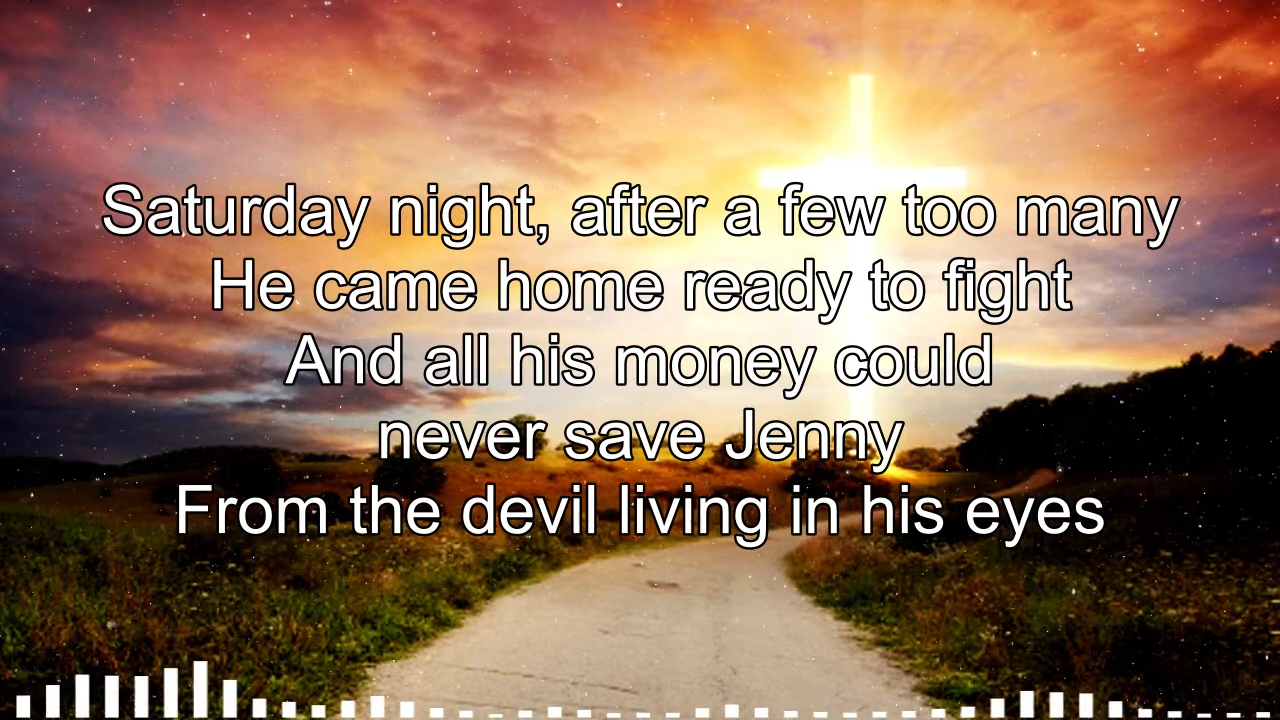 Saturday night, after a few too many
He came home ready to fight
And all his money could
never save Jenny
From the devil living in his eyes